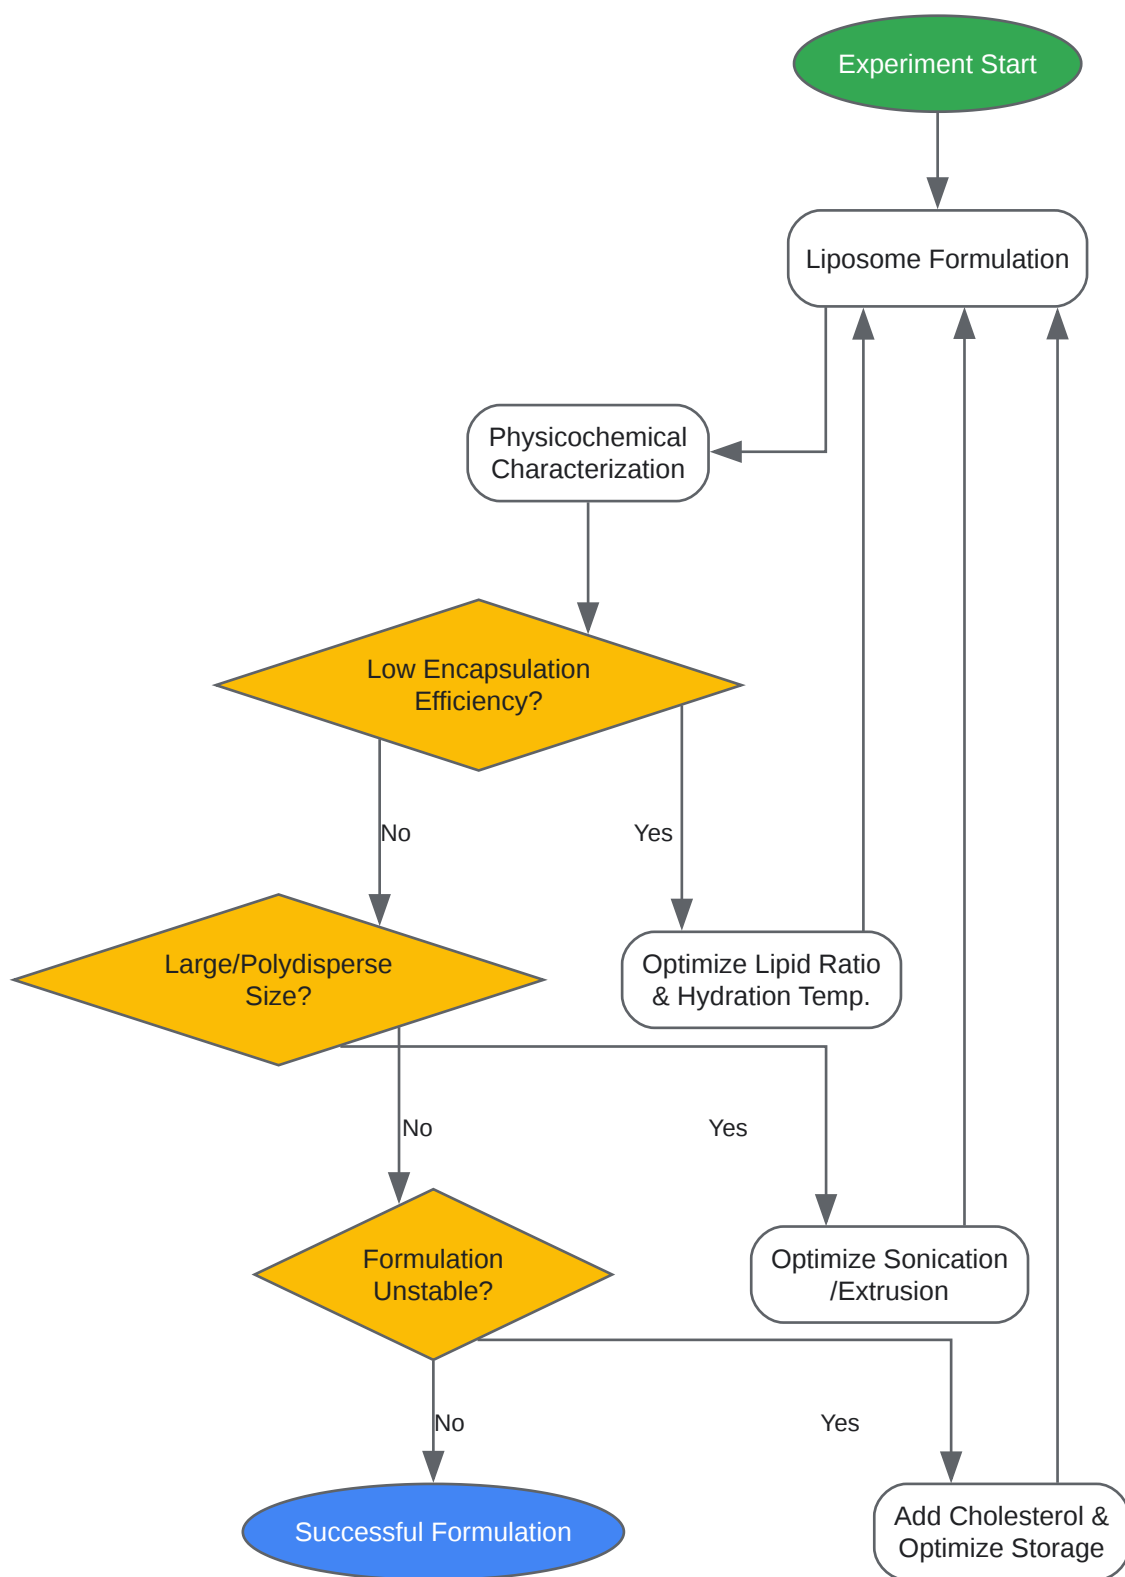 Experiment Start
Liposome Formulation
Physicochemical
Characterization
Low Encapsulation
Efficiency?
No
Yes
Large/Polydisperse
Size?
Optimize Lipid Ratio
& Hydration Temp.
No
Yes
Formulation
Unstable?
Optimize Sonication
/Extrusion
No
Yes
Successful Formulation
Add Cholesterol &
Optimize Storage